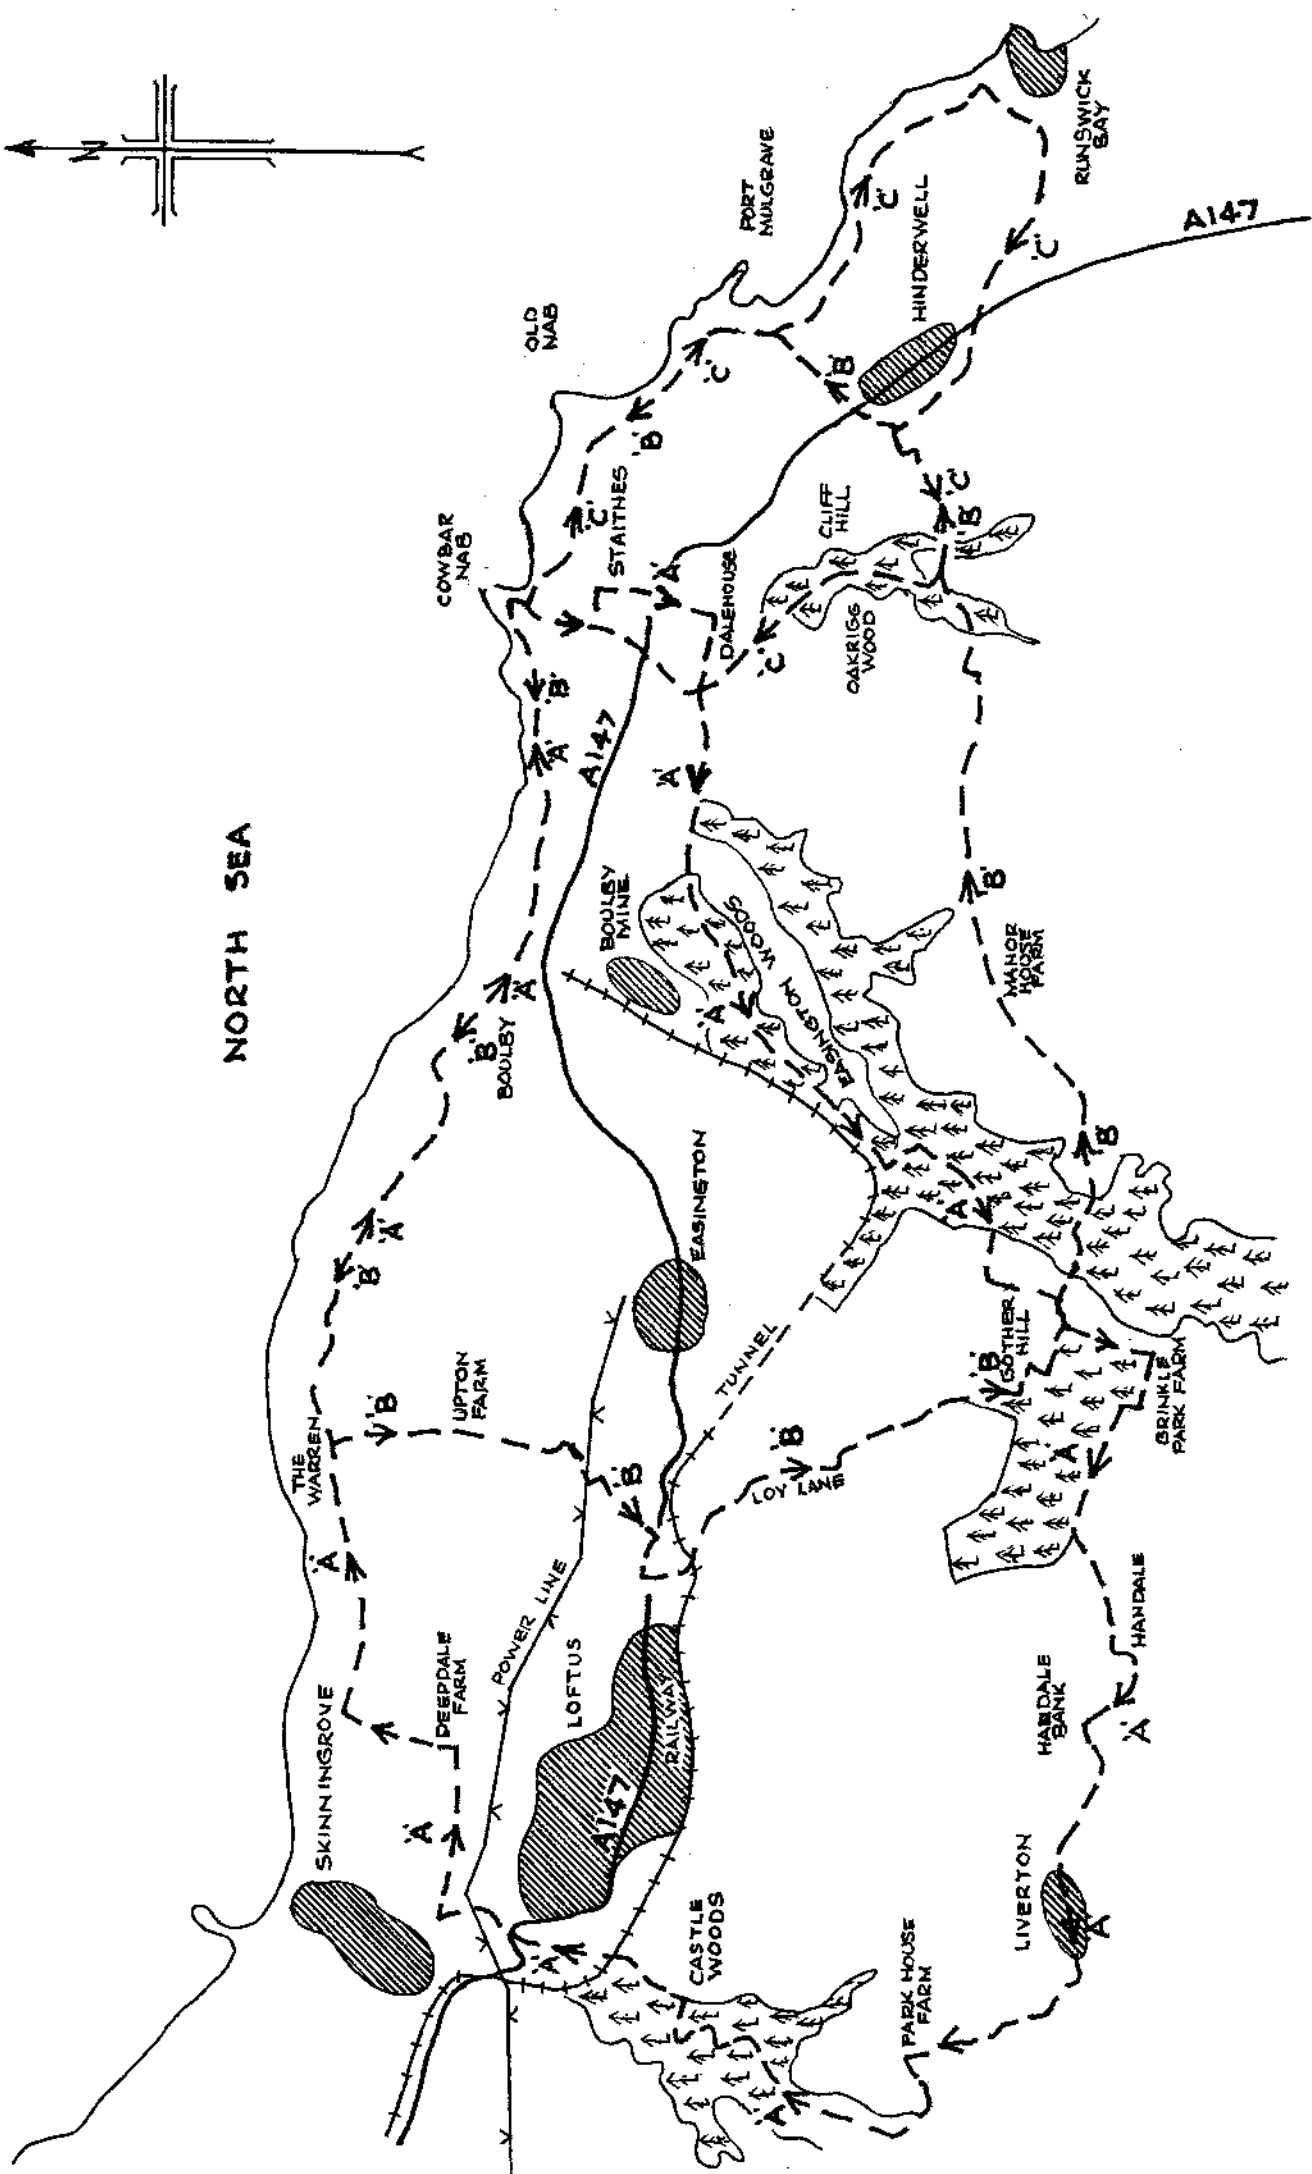 N
NORTH SEA
RUNSWICK
BAY
PORT
MULGRAVE
'C'
'C'
HINDERWELL
A147
OLD
NAB
'C'
'B'
'B'
COWBAR
NAB
'C'
STAITHES
'A'
DALEHOUSE
CLIFF
HILL
'C'
'B'
OAKRIGG
WOOD
'C'
'B'
'A'
A147
'A'
BOULBY
MINE
EASINGTON WOODS
'A'
'B'
MANOR
HOUSE
FARM
'A'
'B'
BOULBY
EASINGTON
'A'
'B'
'A'
'B'
TUNNEL
GOTHER
HILL
'B'
BRINKLE
PARK FARM
'A'
THE
WARREN
'B'
UPTON
FARM
'B'
'B'
LOY LANE
'A'
POWER LINE
HANDALE
HANDALE
BANK
'A'
SKINNINGROVE
DEEPDALE
FARM
'A'
LOFTUS
RAILWAY
A147
LIVERTON
A
CASTLE
WOODS
'A'
PARK HOUSE
FARM
'A'